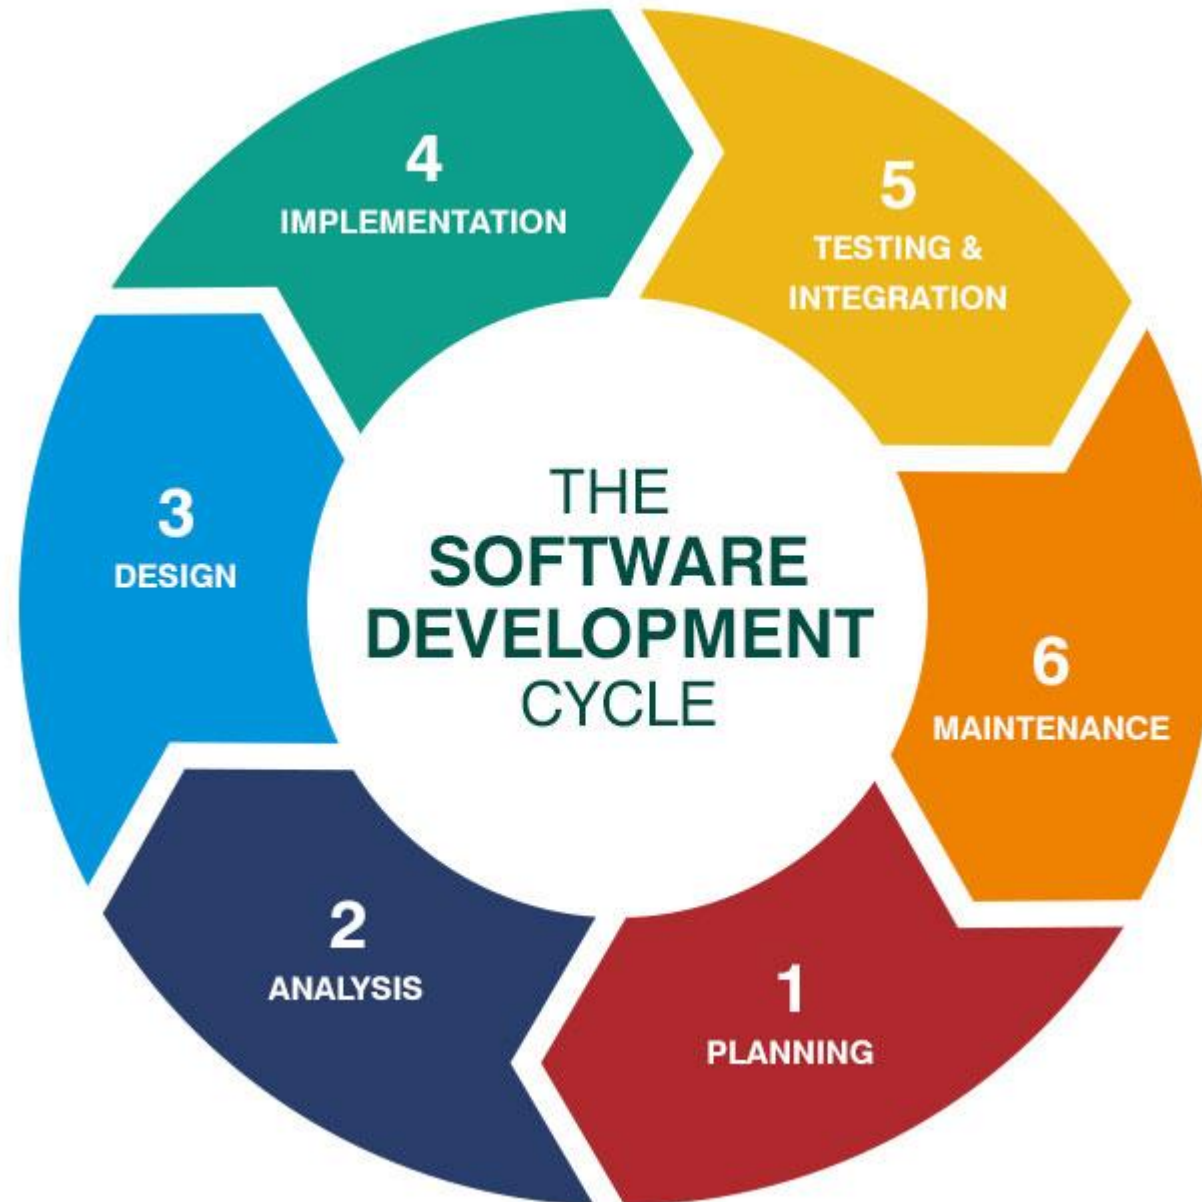 THE
SOFTWARE
DEVELOPMENT
CYCLE
1
PLANNING
2
ANALYSIS
3
DESIGN
4
IMPLEMENTATION
5
TESTING &
INTEGRATION
6
MAINTENANCE